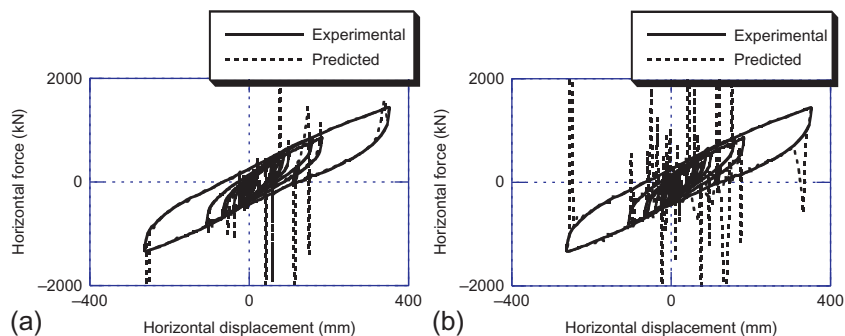 Experimental
Predicted
2000
0
–2000
–400
0
400
Horizontal force (kN)
Horizontal displacement (mm)
(a)
Experimental
Predicted
2000
0
–2000
–400
0
400
Horizontal force (kN)
Horizontal displacement (mm)
(b)